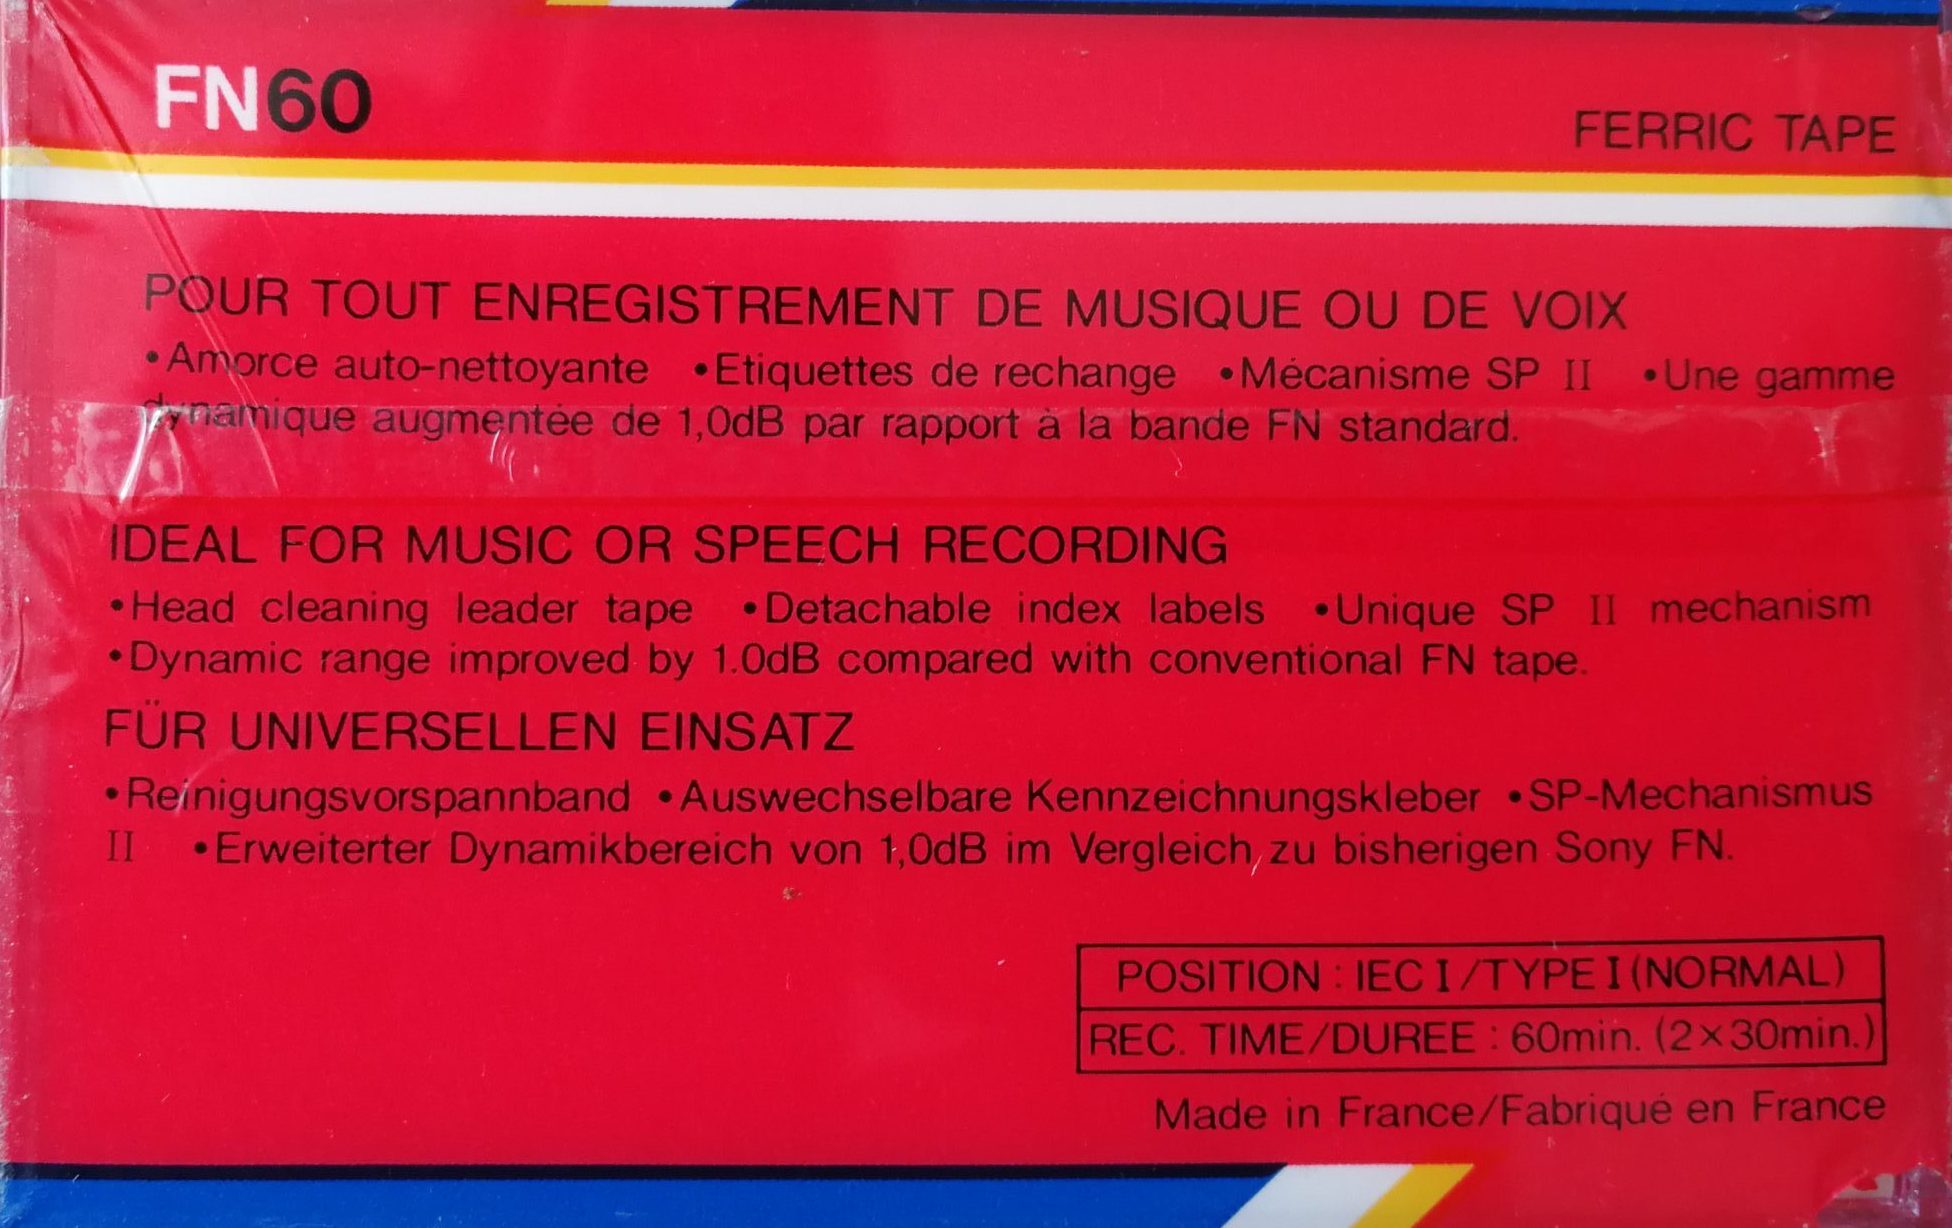 FN60
FERRIC TAPE
POUR TOUT ENREGISTREMENT DE MUSIQUE OU DE VOIX
•Amorce auto-nettoyante •Etiquettes de rechange •Mécanisme SP II •Une gamme
dynamique augmentée de 1,0dB par rapport à la bande FN standard.
IDEAL FOR MUSIC OR SPEECH RECORDING
•Head cleaning leader tape •Detachable index labels •Unique SP II mechanism
•Dynamic range improved by 1.0dB compared with conventional FN tape.
FÜR UNIVERSELLEN EINSATZ
•Reinigungsvorspannband •Auswechselbare Kennzeichnungskleber •SP-Mechanismus
II •Erweiterter Dynamikbereich von 1,0dB im Vergleich zu bisherigen Sony FN.
POSITION : IEC I/TYPE I (NORMAL)
REC. TIME/DUREE : 60min. (2×30min.)
Made in France/Fabriqué en France